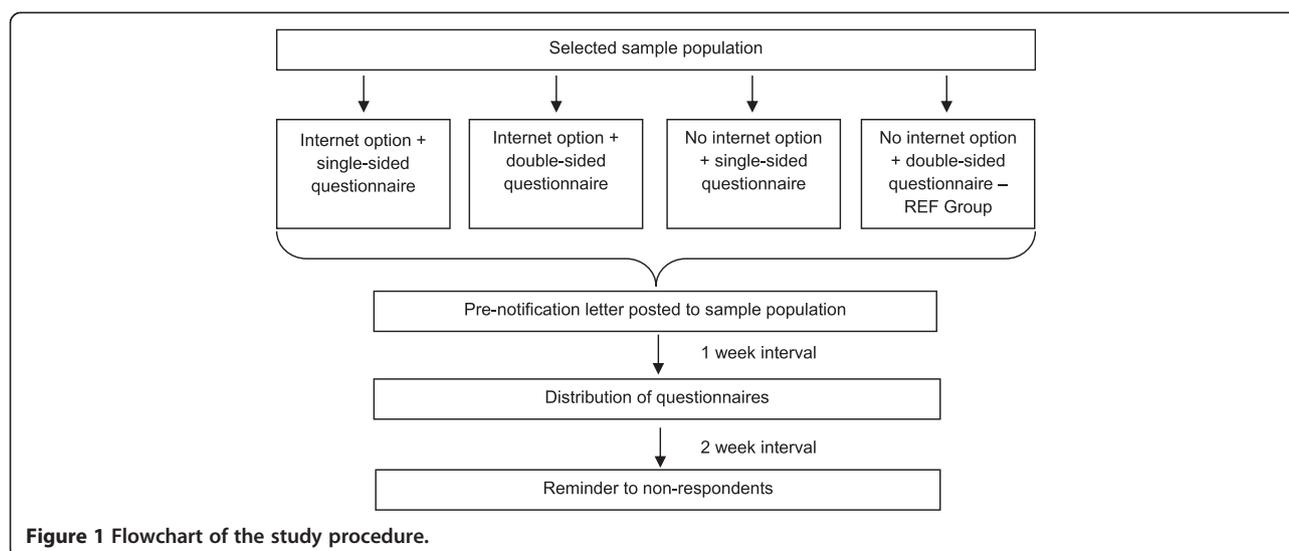 Selected sample population
Internet option +
single-sided
questionnaire
Internet option +
double-sided
questionnaire
No internet option
+ single-sided
questionnaire
No internet option
+ double-sided
questionnaire –
REF Group
Pre-notification letter posted to sample population
1 week interval
Distribution of questionnaires
2 week interval
Reminder to non-respondents
Figure 1 Flowchart of the study procedure.